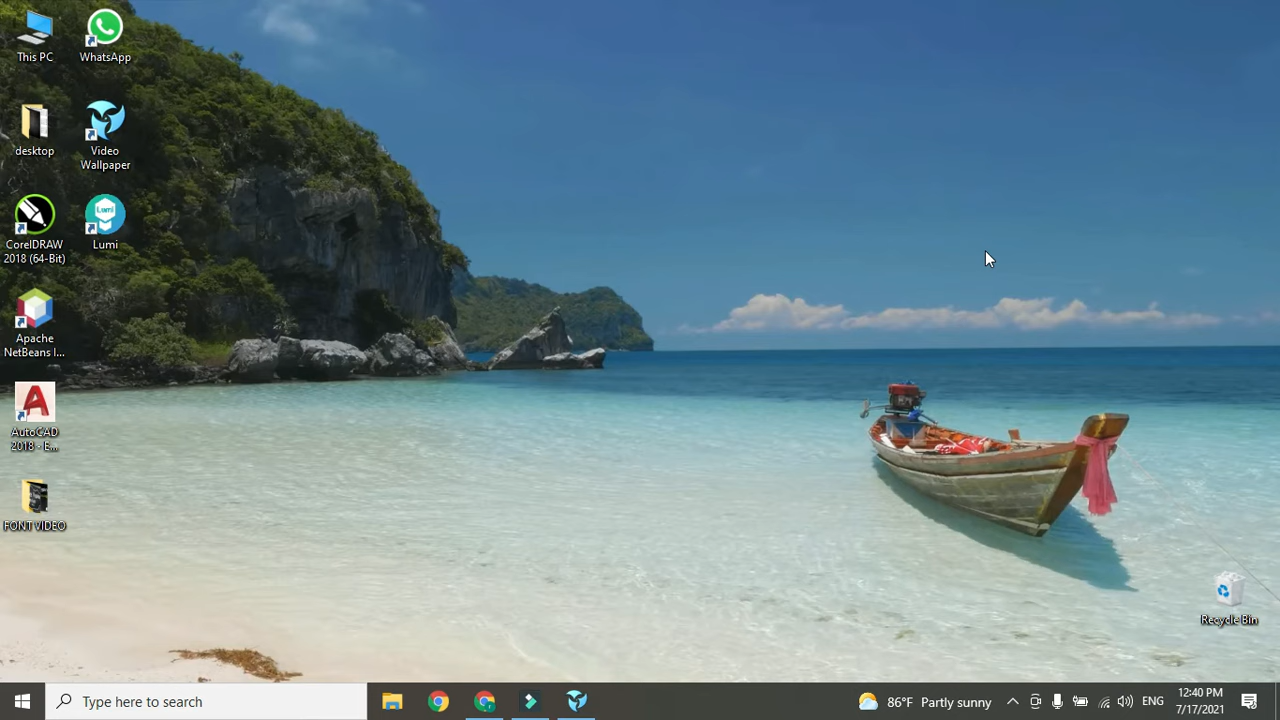 This PC
WhatsApp
desktop
Video
Wallpaper
CorelDRAW
2018 (64-Bit)
Lumi
Lumi
Apache
NetBeans I...
AutoCAD
2018 - E...
FONT VIDEO
Recycle Bin
Type here to search
86°F Partly sunny
ENG
12:40 PM
7/17/2021